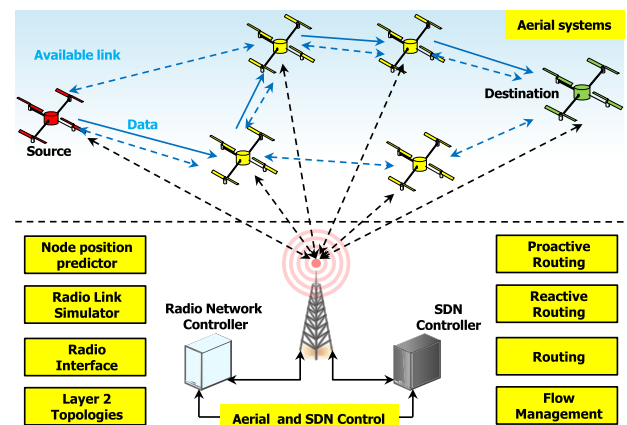 Aerial systems
Available link
Destination
Data
Source
Node position
predictor
Radio Link
Simulator
Radio
Interface
Layer 2
Topologies
Radio Network
Controller
SDN
Controller
Aerial and SDN Control
Proactive
Routing
Reactive
Routing
Routing
Flow
Management